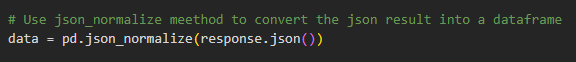 # Use json_normalize meethod to convert the json result into a dataframe
data = pd.json_normalize(response.json())